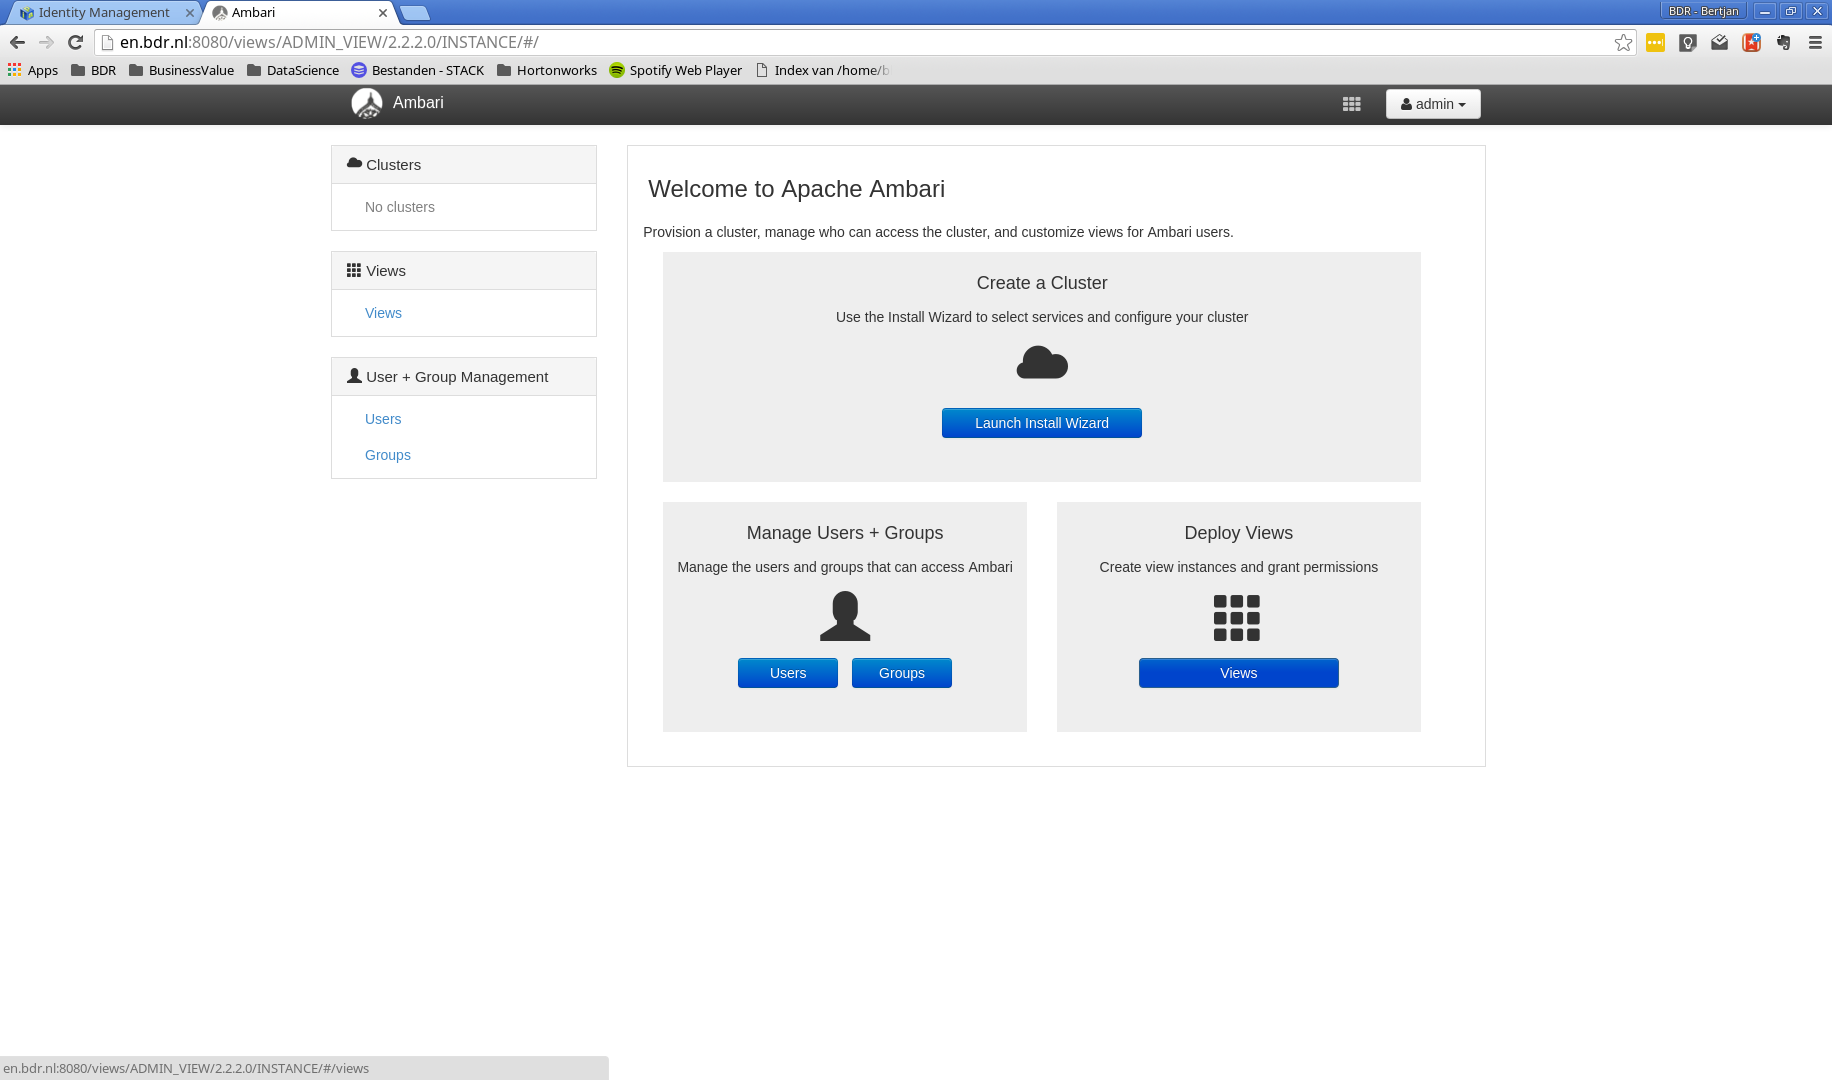 Identity Management
Ambari
BDR - Bertjan
en.bdr.nl:8080/views/ADMIN_VIEW/2.2.2.0/INSTANCE/#/
Apps BDR BusinessValue DataScience Bestanden - STACK Hortonworks Spotify Web Player Index van /home/b
Ambari
admin
Clusters
No clusters
Views
Views
User + Group Management
Users
Groups
Welcome to Apache Ambari
Provision a cluster, manage who can access the cluster, and customize views for Ambari users.
Create a Cluster
Use the Install Wizard to select services and configure your cluster
Launch Install Wizard
Manage Users + Groups
Manage the users and groups that can access Ambari
Users Groups
Deploy Views
Create view instances and grant permissions
Views
en.bdr.nl:8080/views/ADMIN_VIEW/2.2.2.0/INSTANCE/#/views